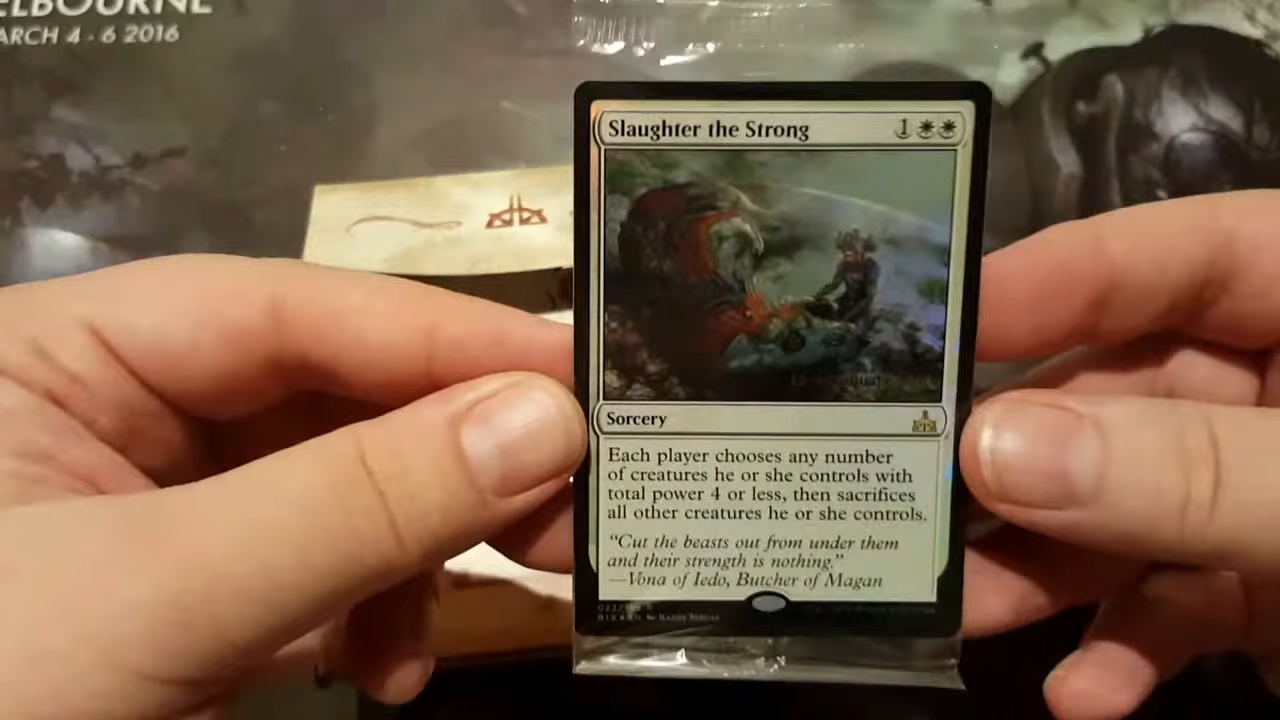 ELBOURNE
ARCH 4 - 6 2016
Slaughter the Strong 1
Sorcery
Each player chooses any number
of creatures he or she controls with
total power 4 or less, then sacrifices
all other creatures he or she controls.
“Cut the beasts out from under them
and their strength is nothing.”
—Vona of Iedo, Butcher of Magan